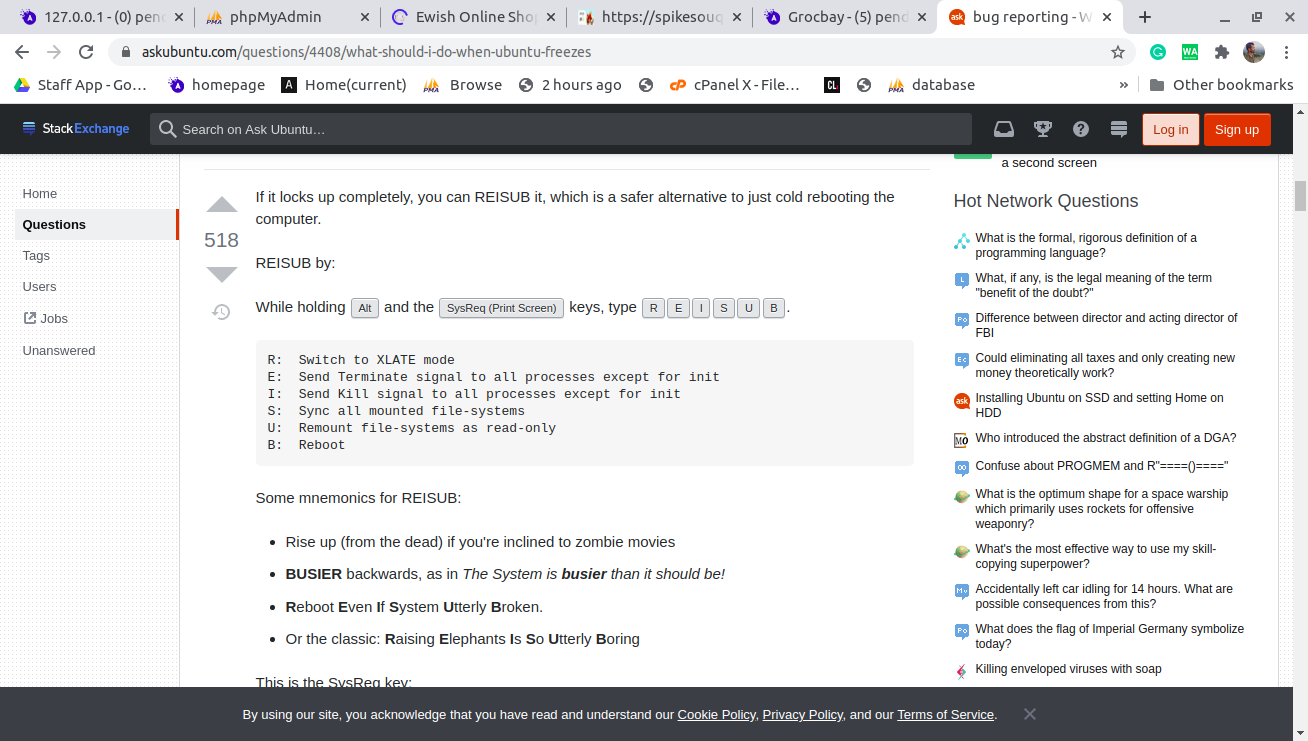 127.0.0.1 - (0) pen
phpMyAdmin
Ewish Online Sho
https://spikesouq
Grocbay - (5) pend
bug reporting - W
askubuntu.com/questions/4408/what-should-i-do-when-ubuntu-freezes
Staff App - Go…
homepage
Home(current)
Browse
2 hours ago
cPanel X - File…
database
»
Other bookmarks
StackExchange
Search on Ask Ubuntu…
Log in
Sign up
Home
Questions
Tags
Users
Jobs
Unanswered
518
If it locks up completely, you can REISUB it, which is a safer alternative to just cold rebooting the
computer.
REISUB by:
While holding Alt and the SysReq (Print Screen) keys, type R E I S U B .
R: Switch to XLATE mode
E: Send Terminate signal to all processes except for init
I: Send Kill signal to all processes except for init
S: Sync all mounted file-systems
U: Remount file-systems as read-only
B: Reboot
Some mnemonics for REISUB:
• Rise up (from the dead) if you're inclined to zombie movies
• BUSIER backwards, as in The System is busier than it should be!
• Reboot Even If System Utterly Broken.
• Or the classic: Raising Elephants Is So Utterly Boring
This is the SysReq key:
a second screen
Hot Network Questions
What is the formal, rigorous definition of a
programming language?
What, if any, is the legal meaning of the term
"benefit of the doubt?"
Difference between director and acting director of
FBI
Could eliminating all taxes and only creating new
money theoretically work?
Installing Ubuntu on SSD and setting Home on
HDD
Who introduced the abstract definition of a DGA?
Confuse about PROGMEM and R"====()===="
What is the optimum shape for a space warship
which primarily uses rockets for offensive
weaponry?
What's the most effective way to use my skill-
copying superpower?
Accidentally left car idling for 14 hours. What are
possible consequences from this?
What does the flag of Imperial Germany symbolize
today?
Killing enveloped viruses with soap
By using our site, you acknowledge that you have read and understand our Cookie Policy, Privacy Policy, and our Terms of Service.